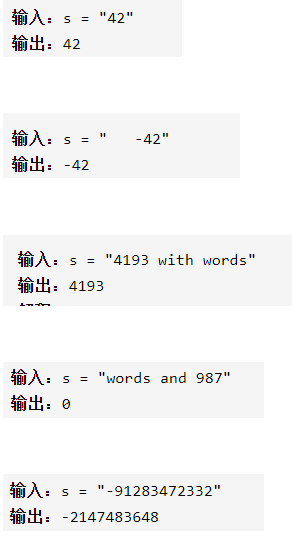 输入：s = "42"
输出：42
输入：s = "   -42"
输出：-42
输入：s = "4193 with words"
输出：4193
输入：s = "words and 987"
输出：0
输入：s = "-91283472332"
输出：-2147483648